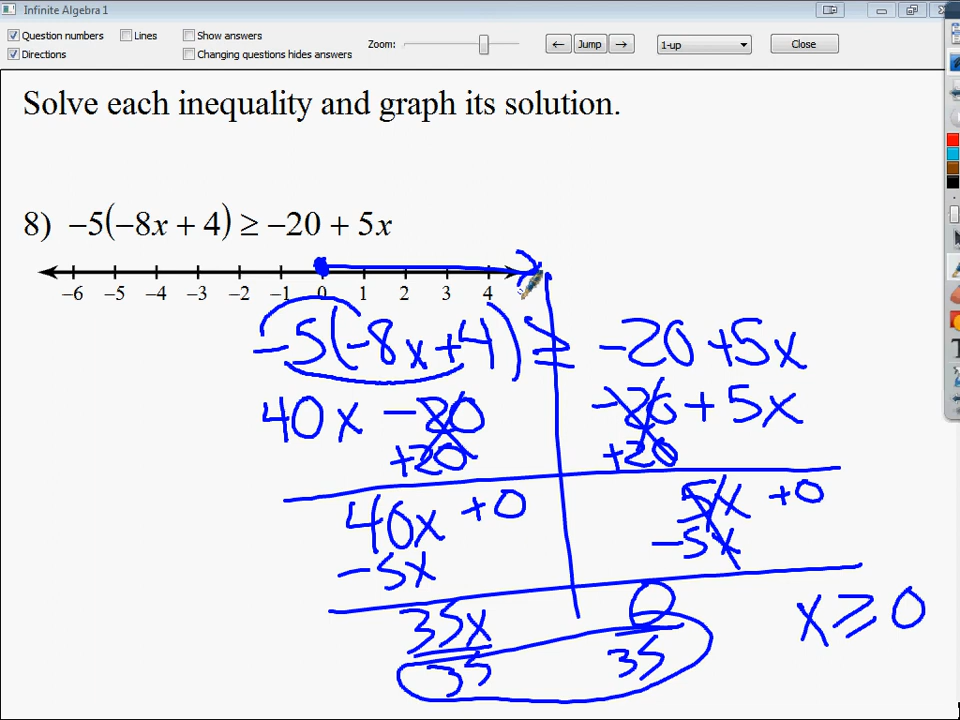 Infinite Algebra 1
Question numbers Lines Show answers Zoom: Jump 1-up Close
Directions Changing questions hides answers
Solve each inequality and graph its solution.
8) −5(−8x + 4) ≥ −20 + 5x
−6 −5 −4 −3 −2 −1 0 1 2 3 4
-5(-8x+4) ≥ -20 +5x
40x -20 -20 + 5x
+20 +20
40x +0 5x +0
-5x -5x
35x 0 x ≥ 0
35 35